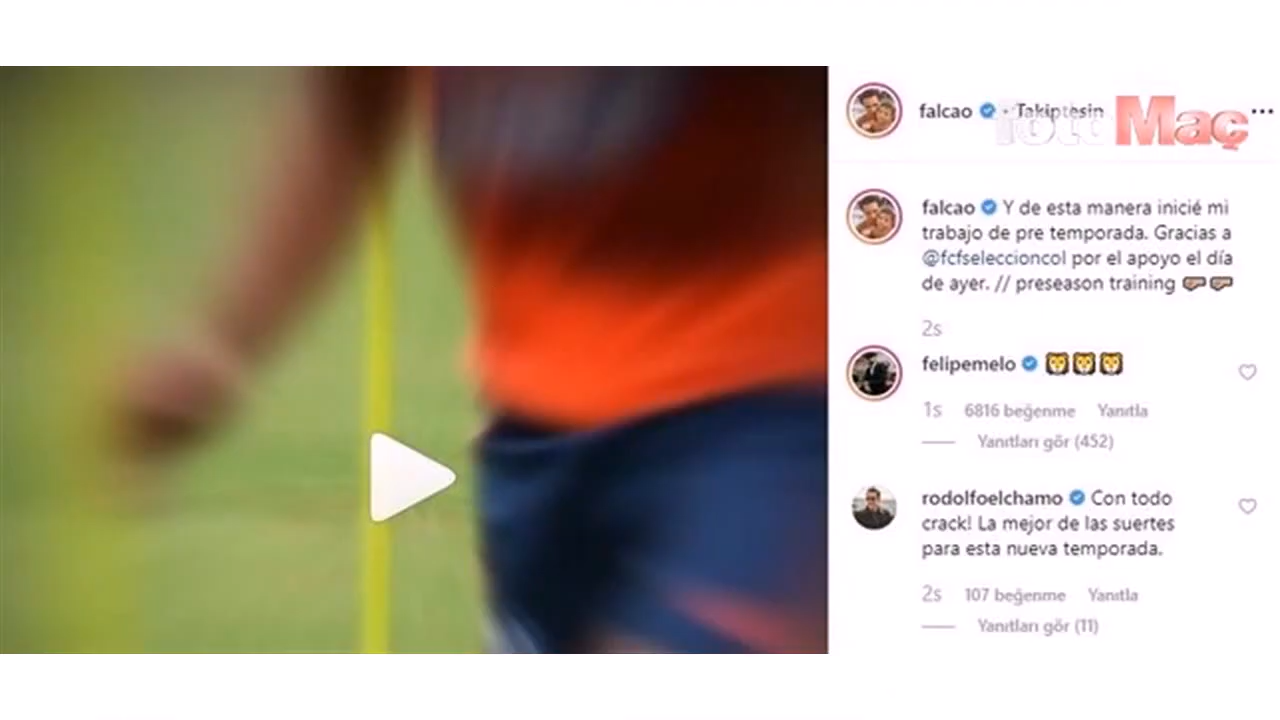 falcao · Takiptesin ...
fotoMaç
falcao Y de esta manera inicié mi
trabajo de pre temporada. Gracias a
@fcfseleccioncol por el apoyo el día
de ayer. // preseason training
2s
felipemelo 🦁🦁🦁
1s 6816 beğenme Yanıtla
Yanıtları gör (452)
rodolfoelchamo Con todo
crack! La mejor de las suertes
para esta nueva temporada.
2s 107 beğenme Yanıtla
Yanıtları gör (11)